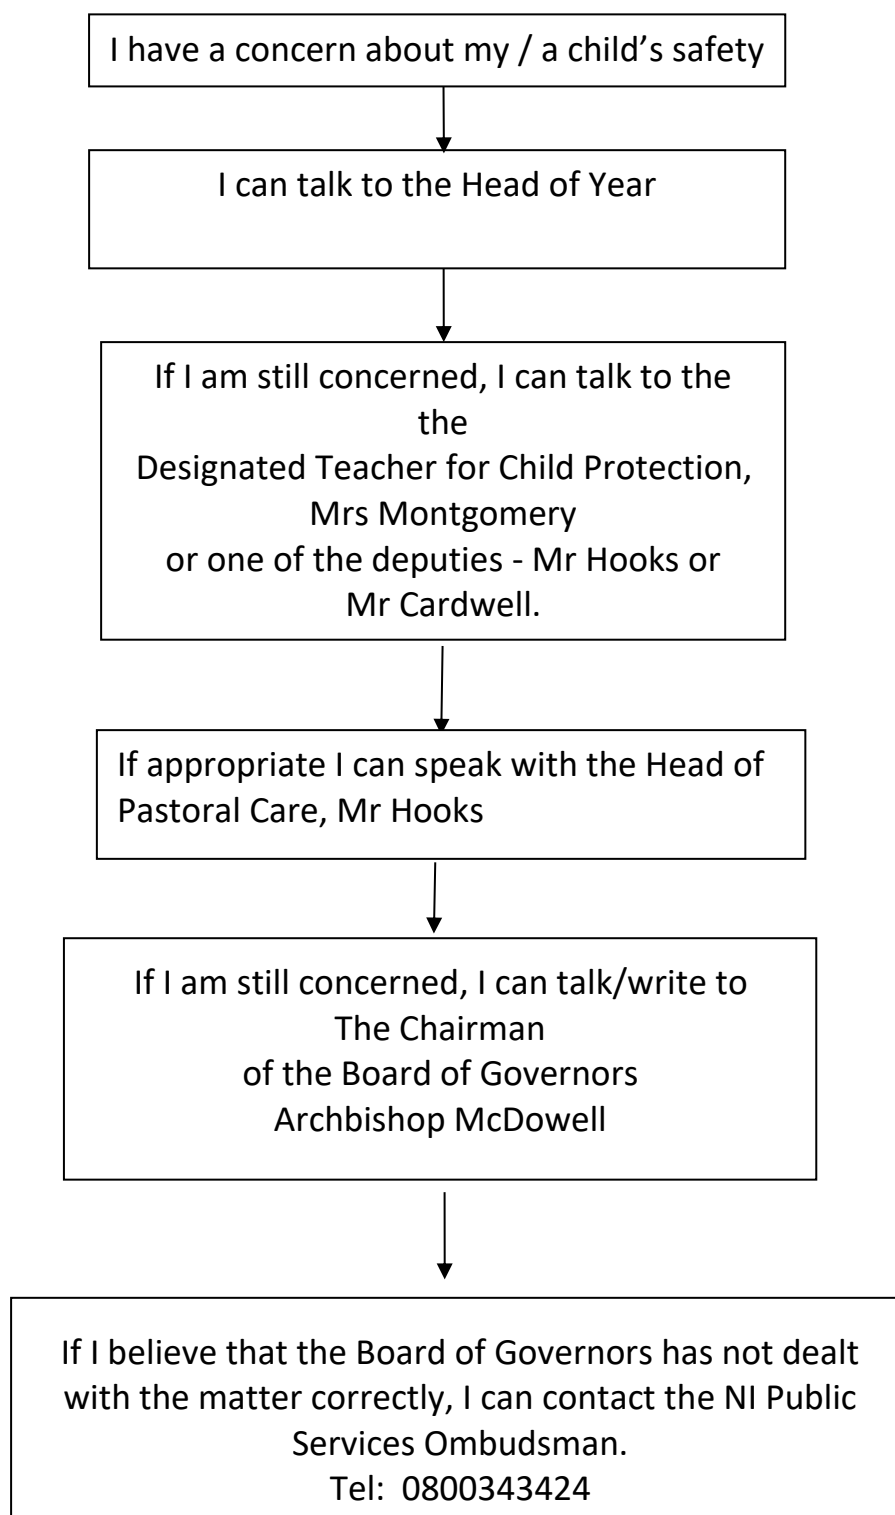 I have a concern about my / a child’s safety
I can talk to the Head of Year
If I am still concerned, I can talk to the
the
Designated Teacher for Child Protection,
Mrs Montgomery
or one of the deputies - Mr Hooks or
Mr Cardwell.
If appropriate I can speak with the Head of
Pastoral Care, Mr Hooks
If I am still concerned, I can talk/write to
The Chairman
of the Board of Governors
Archbishop McDowell
If I believe that the Board of Governors has not dealt
with the matter correctly, I can contact the NI Public
Services Ombudsman.
Tel:  0800343424